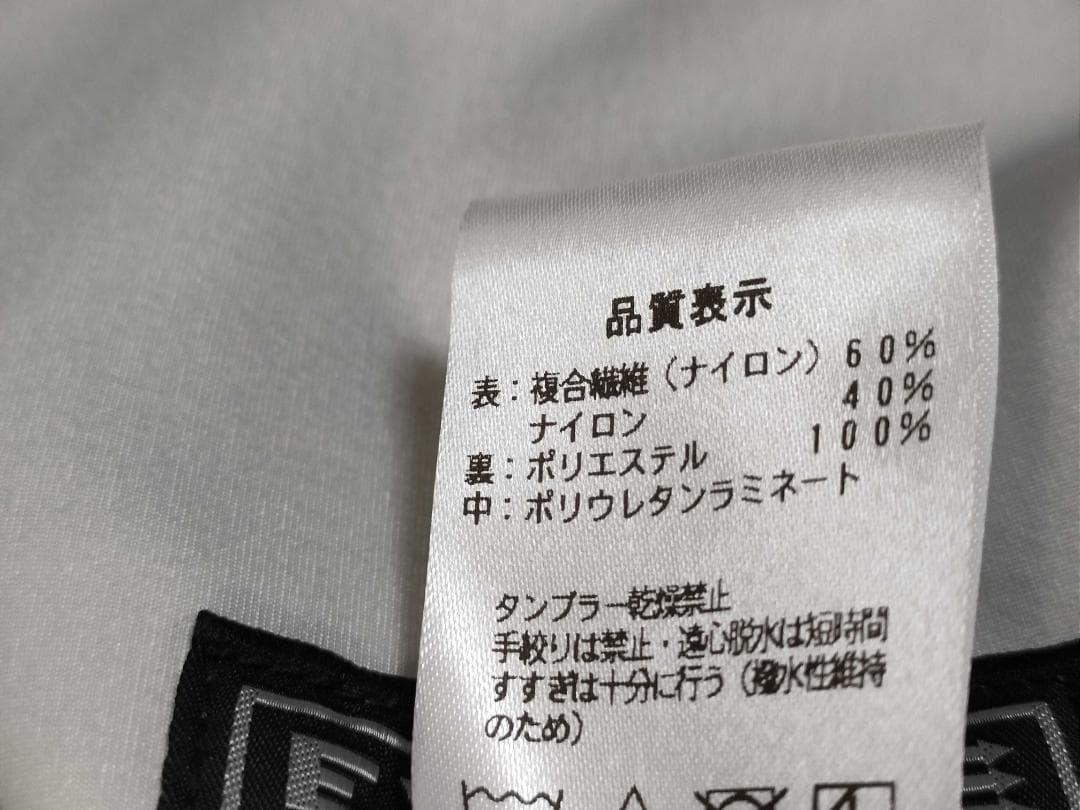 品質表示
表：複合繊維（ナイロン）６０％
ナイロン ４０％
裏：ポリエステル １００％
中：ポリウレタンラミネート
タンブラー乾燥禁止
手絞りは禁止・遠心脱水は短時間
すすぎは十分に行う（撥水性維持
のため）